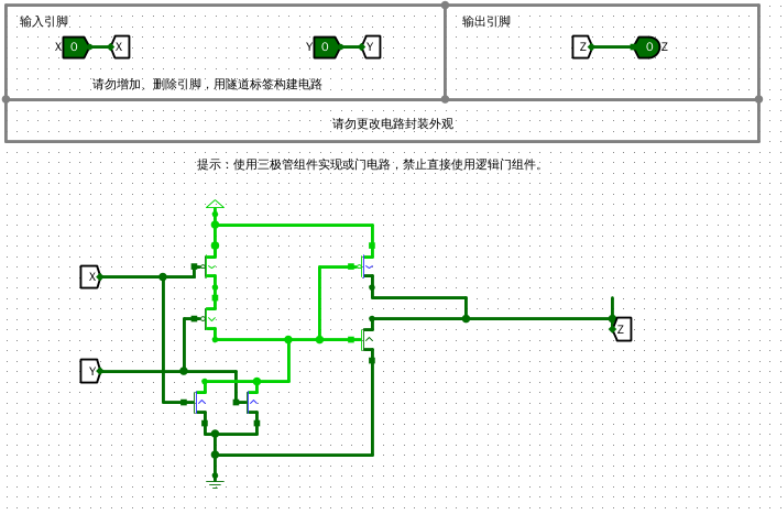 输入引脚
输出引脚
X 0 X
Y 0 Y
Z 0 Z
请勿增加、删除引脚，用隧道标签构建电路
请勿更改电路封装外观
提示：使用三极管组件实现或门电路，禁止直接使用逻辑门组件。
X
Z
Y